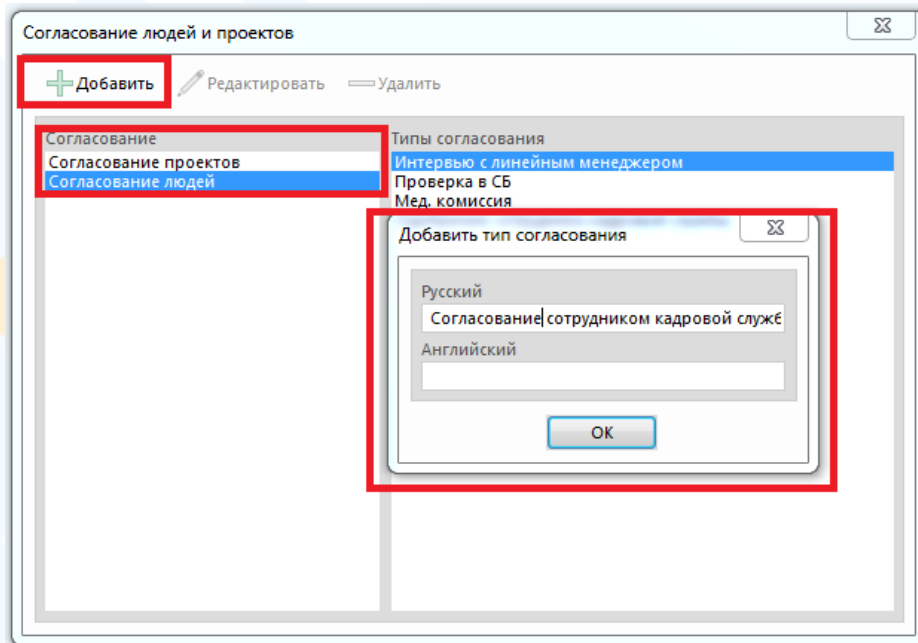 Согласование людей и проектов
Добавить Редактировать Удалить
Согласование
Согласование проектов
Согласование людей
Типы согласования
Интервью с линейным менеджером
Проверка в СБ
Мед. комиссия
Добавить тип согласования
Русский
Согласование сотрудником кадровой служб
Английский
ОК